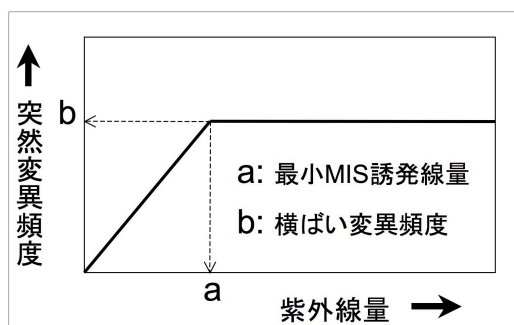 突然変異頻度
b
a: 最小MIS誘発線量
b: 横ばい変異頻度
a
紫外線量